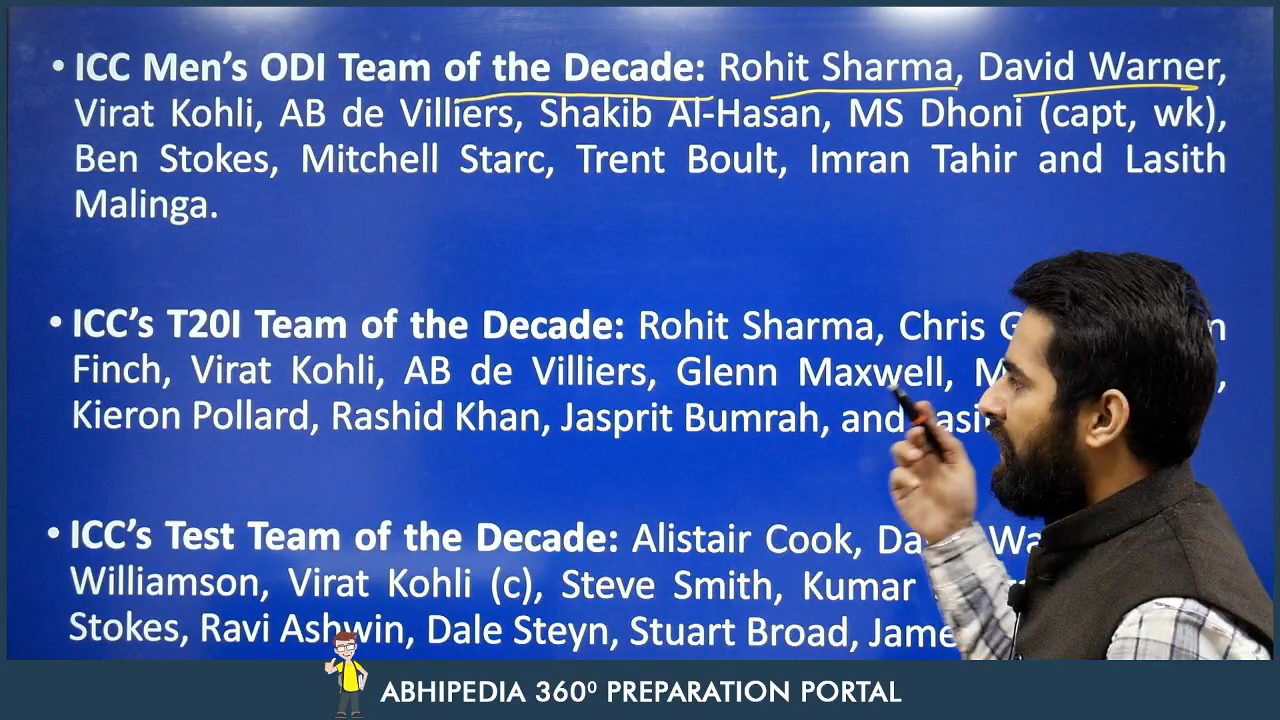 • ICC Men's ODI Team of the Decade: Rohit Sharma, David Warner,
Virat Kohli, AB de Villiers, Shakib Al-Hasan, MS Dhoni (capt, wk),
Ben Stokes, Mitchell Starc, Trent Boult, Imran Tahir and Lasith
Malinga.
• ICC's T20I Team of the Decade: Rohit Sharma, Chris
Finch, Virat Kohli, AB de Villiers, Glenn Maxwell,
Kieron Pollard, Rashid Khan, Jasprit Bumrah, and
• ICC's Test Team of the Decade: Alistair Cook,
Williamson, Virat Kohli (c), Steve Smith, Kumar
Stokes, Ravi Ashwin, Dale Steyn, Stuart Broad,
ABHIPEDIA 360⁰ PREPARATION PORTAL